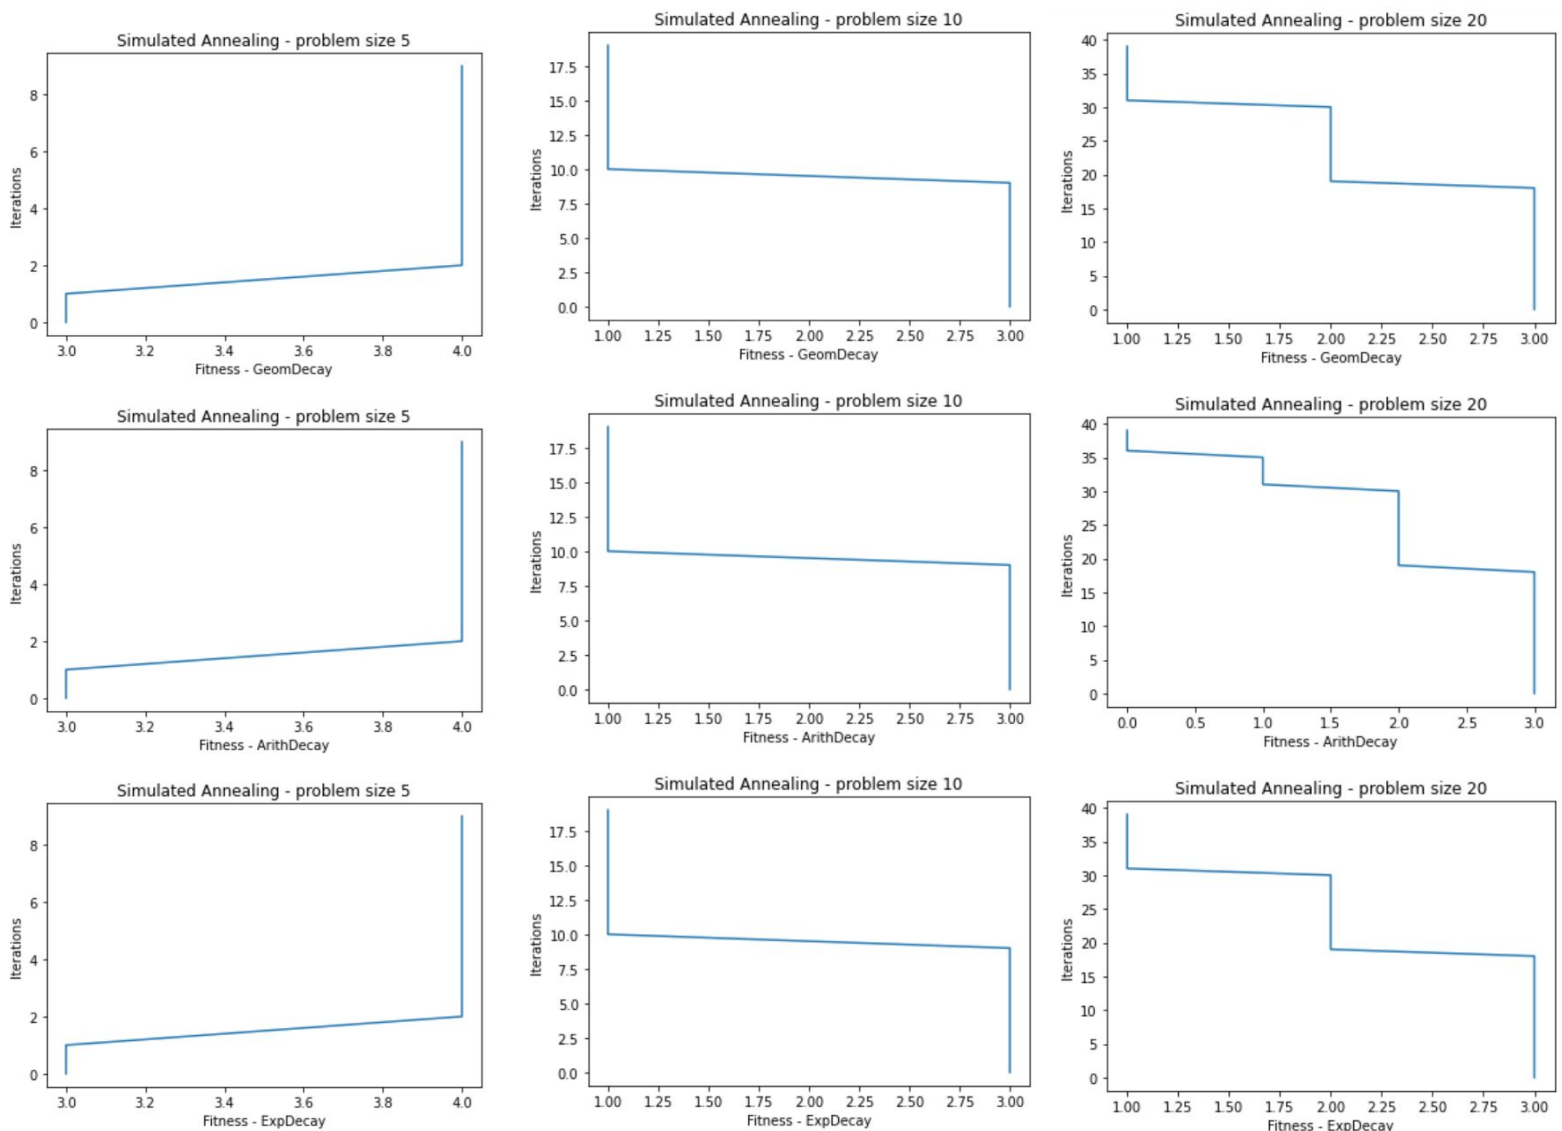 Simulated Annealing - problem size 5
8
6
4
2
0
Iterations
3.0 3.2 3.4 3.6 3.8 4.0
Fitness - GeomDecay
Simulated Annealing - problem size 10
17.5
15.0
12.5
10.0
7.5
5.0
2.5
0.0
Iterations
1.00 1.25 1.50 1.75 2.00 2.25 2.50 2.75 3.00
Fitness - GeomDecay
Simulated Annealing - problem size 20
40
35
30
25
20
15
10
5
0
Iterations
1.00 1.25 1.50 1.75 2.00 2.25 2.50 2.75 3.00
Fitness - GeomDecay
Simulated Annealing - problem size 5
8
6
4
2
0
Iterations
3.0 3.2 3.4 3.6 3.8 4.0
Fitness - ArithDecay
Simulated Annealing - problem size 10
17.5
15.0
12.5
10.0
7.5
5.0
2.5
0.0
Iterations
1.00 1.25 1.50 1.75 2.00 2.25 2.50 2.75 3.00
Fitness - ArithDecay
Simulated Annealing - problem size 20
40
35
30
25
20
15
10
5
0
Iterations
0.0 0.5 1.0 1.5 2.0 2.5 3.0
Fitness - ArithDecay
Simulated Annealing - problem size 5
8
6
4
2
0
Iterations
3.0 3.2 3.4 3.6 3.8 4.0
Fitness - ExpDecay
Simulated Annealing - problem size 10
17.5
15.0
12.5
10.0
7.5
5.0
2.5
0.0
Iterations
1.00 1.25 1.50 1.75 2.00 2.25 2.50 2.75 3.00
Fitness - ExpDecay
Simulated Annealing - problem size 20
40
35
30
25
20
15
10
5
0
Iterations
1.00 1.25 1.50 1.75 2.00 2.25 2.50 2.75 3.00
Fitness - ExpDecay